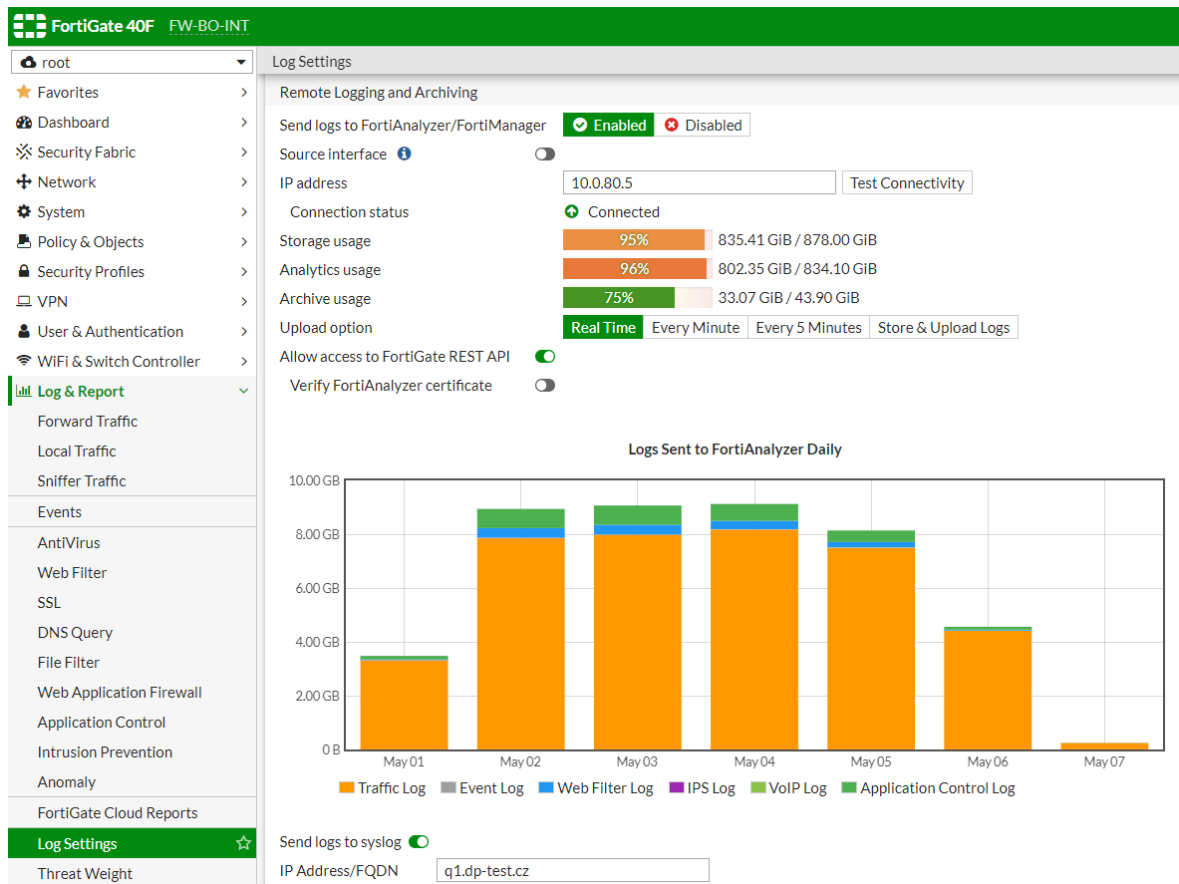 FortiGate 40F FW-BO-INT
root
Favorites
Dashboard
Security Fabric
Network
System
Policy & Objects
Security Profiles
VPN
User & Authentication
WiFi & Switch Controller
Log & Report
Forward Traffic
Local Traffic
Sniffer Traffic
Events
AntiVirus
Web Filter
SSL
DNS Query
File Filter
Web Application Firewall
Application Control
Intrusion Prevention
Anomaly
FortiGate Cloud Reports
Log Settings
Threat Weight
Log Settings
Remote Logging and Archiving
Send logs to FortiAnalyzer/FortiManager Enabled Disabled
Source interface
IP address 10.0.80.5 Test Connectivity
Connection status Connected
Storage usage 95% 835.41 GiB / 878.00 GiB
Analytics usage 96% 802.35 GiB / 834.10 GiB
Archive usage 75% 33.07 GiB / 43.90 GiB
Upload option Real Time Every Minute Every 5 Minutes Store & Upload Logs
Allow access to FortiGate REST API
Verify FortiAnalyzer certificate
Logs Sent to FortiAnalyzer Daily
10.00 GB
8.00 GB
6.00 GB
4.00 GB
2.00 GB
0 B
May 01 May 02 May 03 May 04 May 05 May 06 May 07
Traffic Log Event Log Web Filter Log IPS Log VoIP Log Application Control Log
Send logs to syslog
IP Address/FQDN q1.dp-test.cz